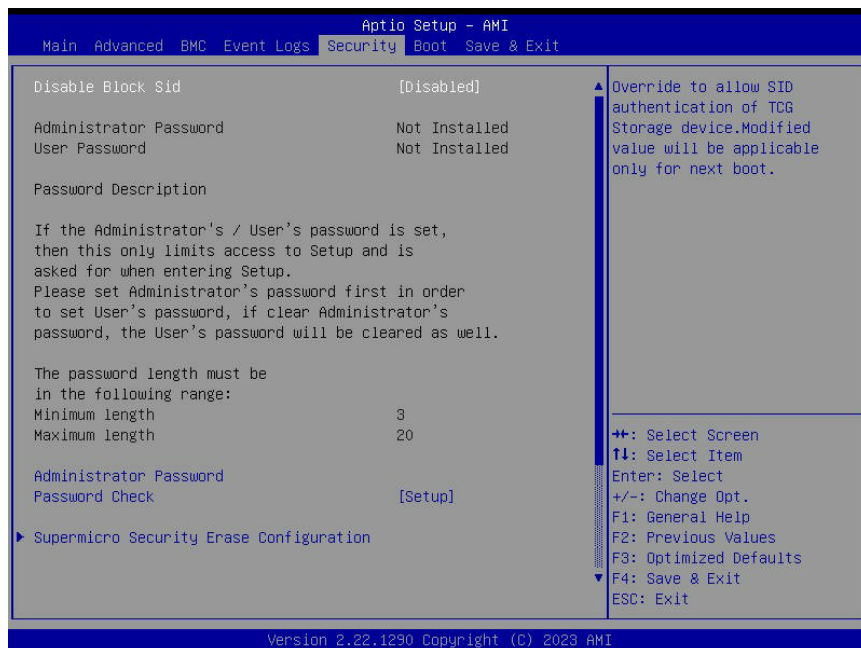 Aptio Setup – AMI
Main Advanced BMC Event Logs Security Boot Save & Exit
Disable Block Sid [Disabled]
Administrator Password Not Installed
User Password Not Installed
Password Description
If the Administrator's / User's password is set,
then this only limits access to Setup and is
asked for when entering Setup.
Please set Administrator's password first in order
to set User's password, if clear Administrator's
password, the User's password will be cleared as well.
The password length must be
in the following range:
Minimum length 3
Maximum length 20
Administrator Password
Password Check [Setup]
Supermicro Security Erase Configuration
Override to allow SID
authentication of TCG
Storage device.Modified
value will be applicable
only for next boot.
→←: Select Screen
↑↓: Select Item
Enter: Select
+/-: Change Opt.
F1: General Help
F2: Previous Values
F3: Optimized Defaults
F4: Save & Exit
ESC: Exit
Version 2.22.1290 Copyright (C) 2023 AMI